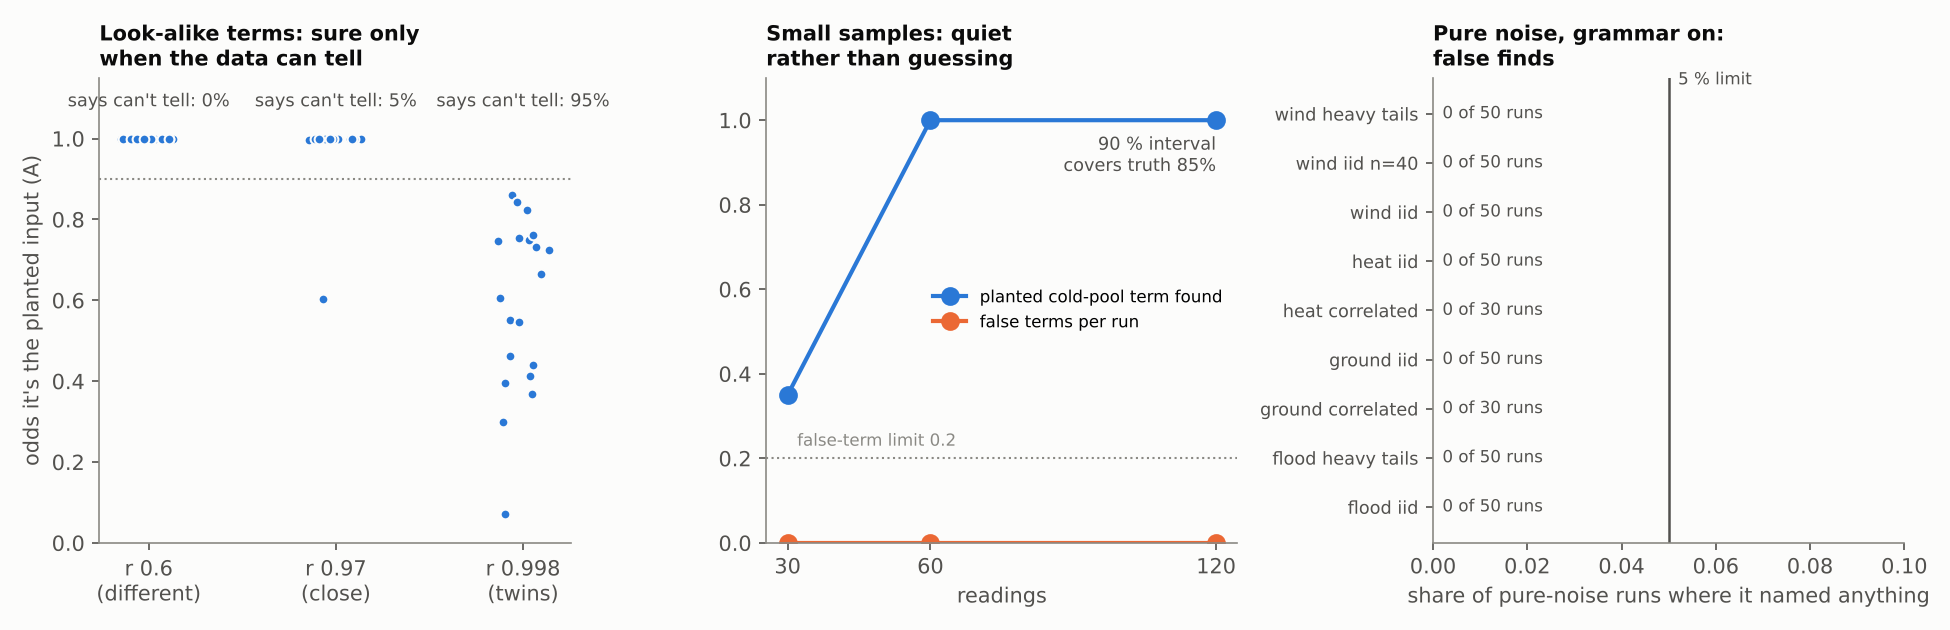 Look-alike terms: sure only
when the data can tell
says can't tell: 0%
says can't tell: 5%
says can't tell: 95%
odds it's the planted input (A)
1.0
0.8
0.6
0.4
0.2
0.0
r 0.6
(different)
r 0.97
(close)
r 0.998
(twins)
Small samples: quiet
rather than guessing
1.0
0.8
0.6
0.4
0.2
0.0
90 % interval
covers truth 85%
planted cold-pool term found
false terms per run
false-term limit 0.2
30
60
120
readings
Pure noise, grammar on:
false finds
5 % limit
wind heavy tails
0 of 50 runs
wind iid n=40
0 of 50 runs
wind iid
0 of 50 runs
heat iid
0 of 50 runs
heat correlated
0 of 30 runs
ground iid
0 of 50 runs
ground correlated
0 of 30 runs
flood heavy tails
0 of 50 runs
flood iid
0 of 50 runs
0.00
0.02
0.04
0.06
0.08
0.10
share of pure-noise runs where it named anything